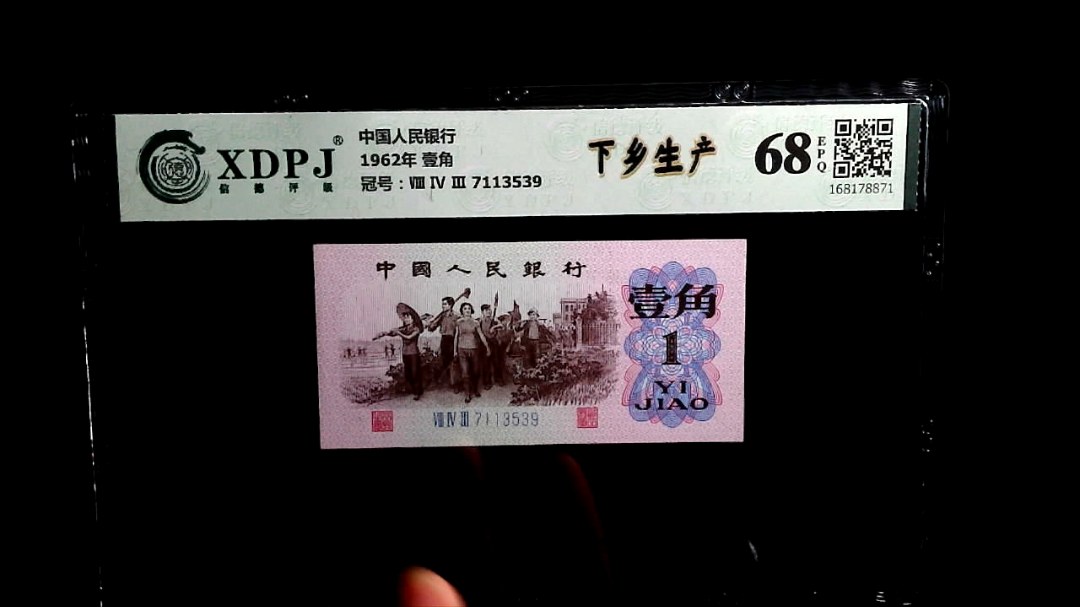 XDPJ®
信德评级
中国人民银行
1962年 壹角
冠号：Ⅷ Ⅳ Ⅲ 7113539
下乡生产
68
EPQ
168178871
中國人民銀行
壹角
1
YI
JIAO
Ⅷ Ⅳ Ⅲ 7113539